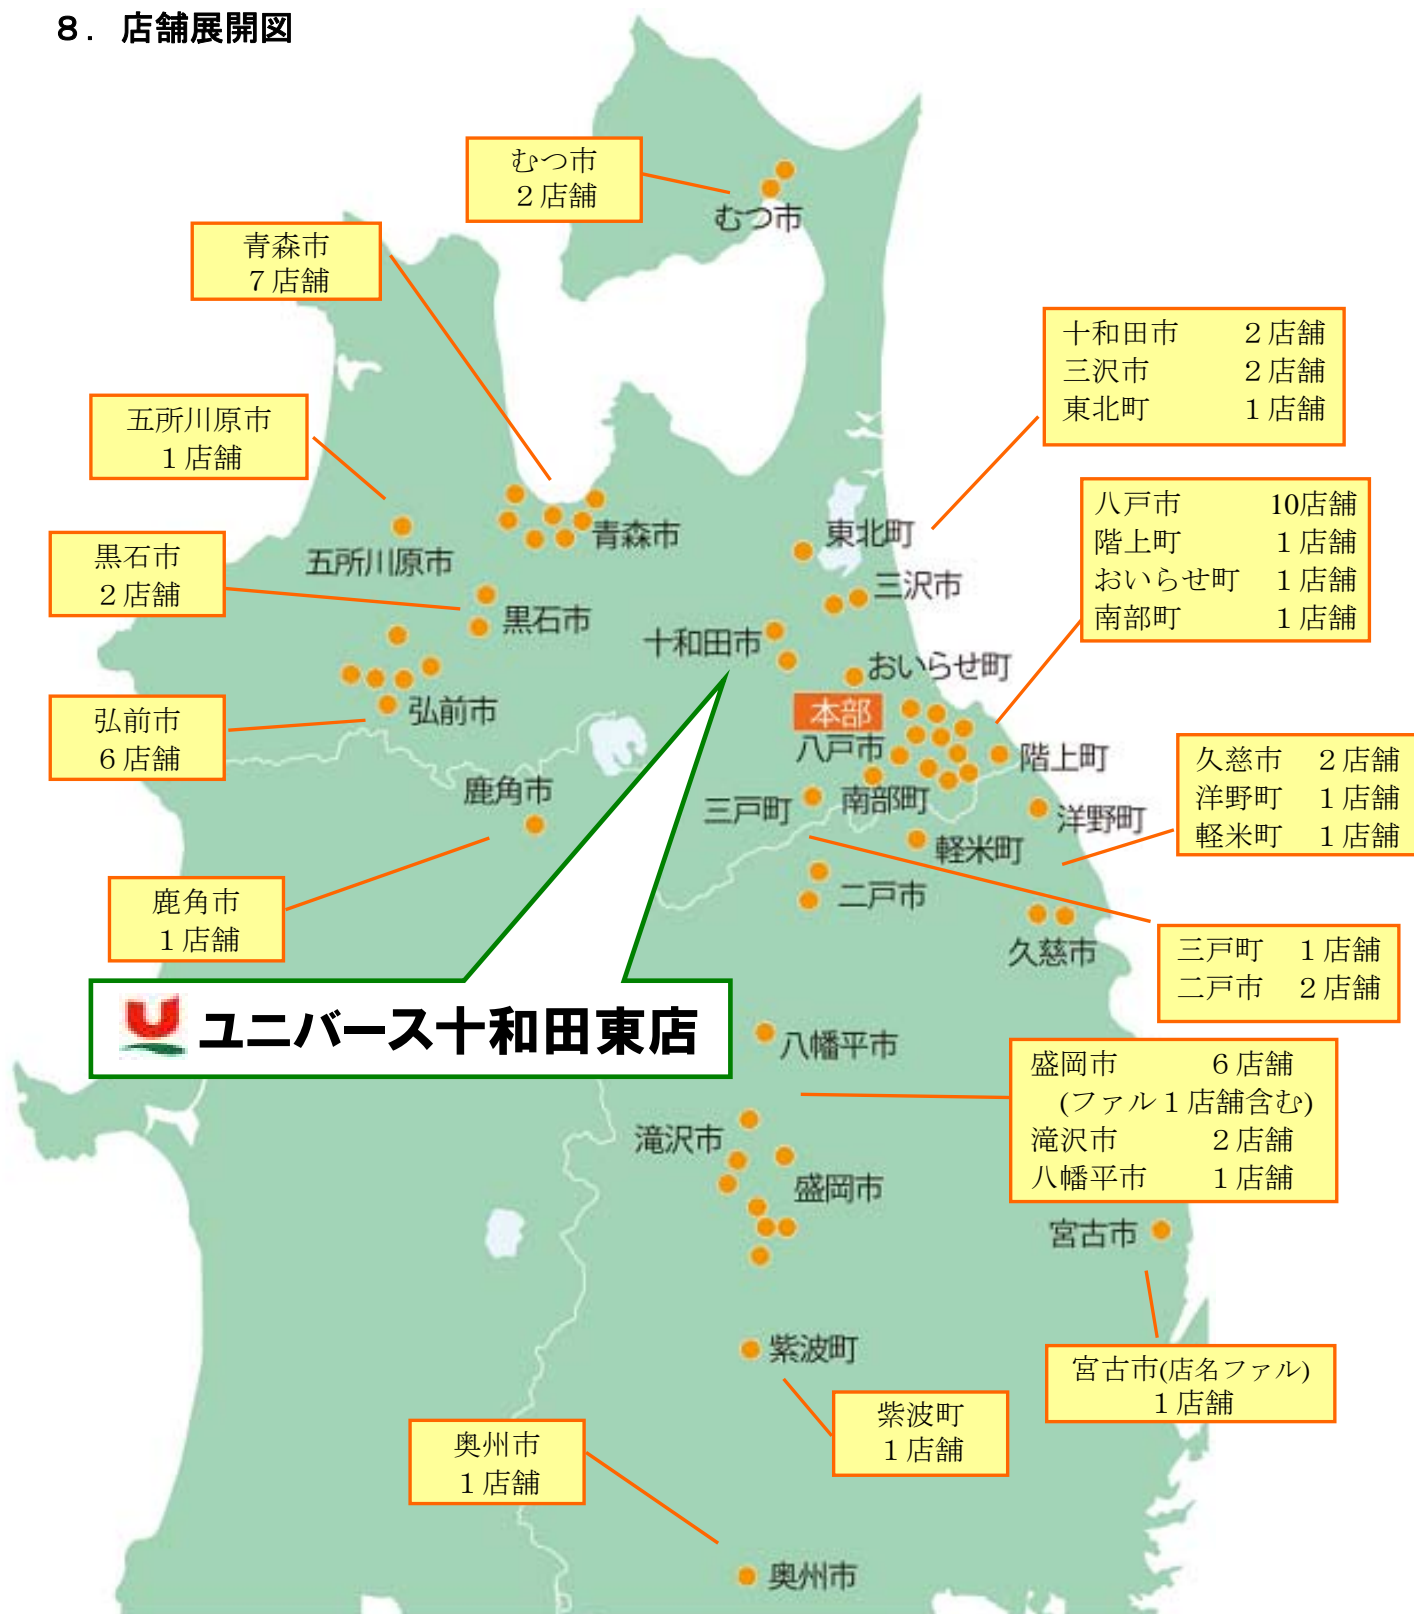 ８．店舗展開図
むつ市
２店舗
むつ市
青森市
７店舗
十和田市 ２店舗
三沢市 ２店舗
東北町 １店舗
五所川原市
１店舗
八戸市 10店舗
階上町 １店舗
おいらせ町 １店舗
南部町 １店舗
青森市
東北町
五所川原市
黒石市
２店舗
三沢市
黒石市
十和田市
おいらせ町
弘前市
６店舗
弘前市
本部
八戸市
階上町
久慈市 ２店舗
洋野町 １店舗
軽米町 １店舗
鹿角市
三戸町
南部町
洋野町
軽米町
鹿角市
１店舗
二戸市
久慈市
三戸町 １店舗
二戸市 ２店舗
ユニバース十和田東店
八幡平市
盛岡市 ６店舗
(ファル１店舗含む)
滝沢市 ２店舗
八幡平市 １店舗
滝沢市
盛岡市
宮古市
紫波町
宮古市(店名ファル)
１店舗
紫波町
１店舗
奥州市
１店舗
奥州市